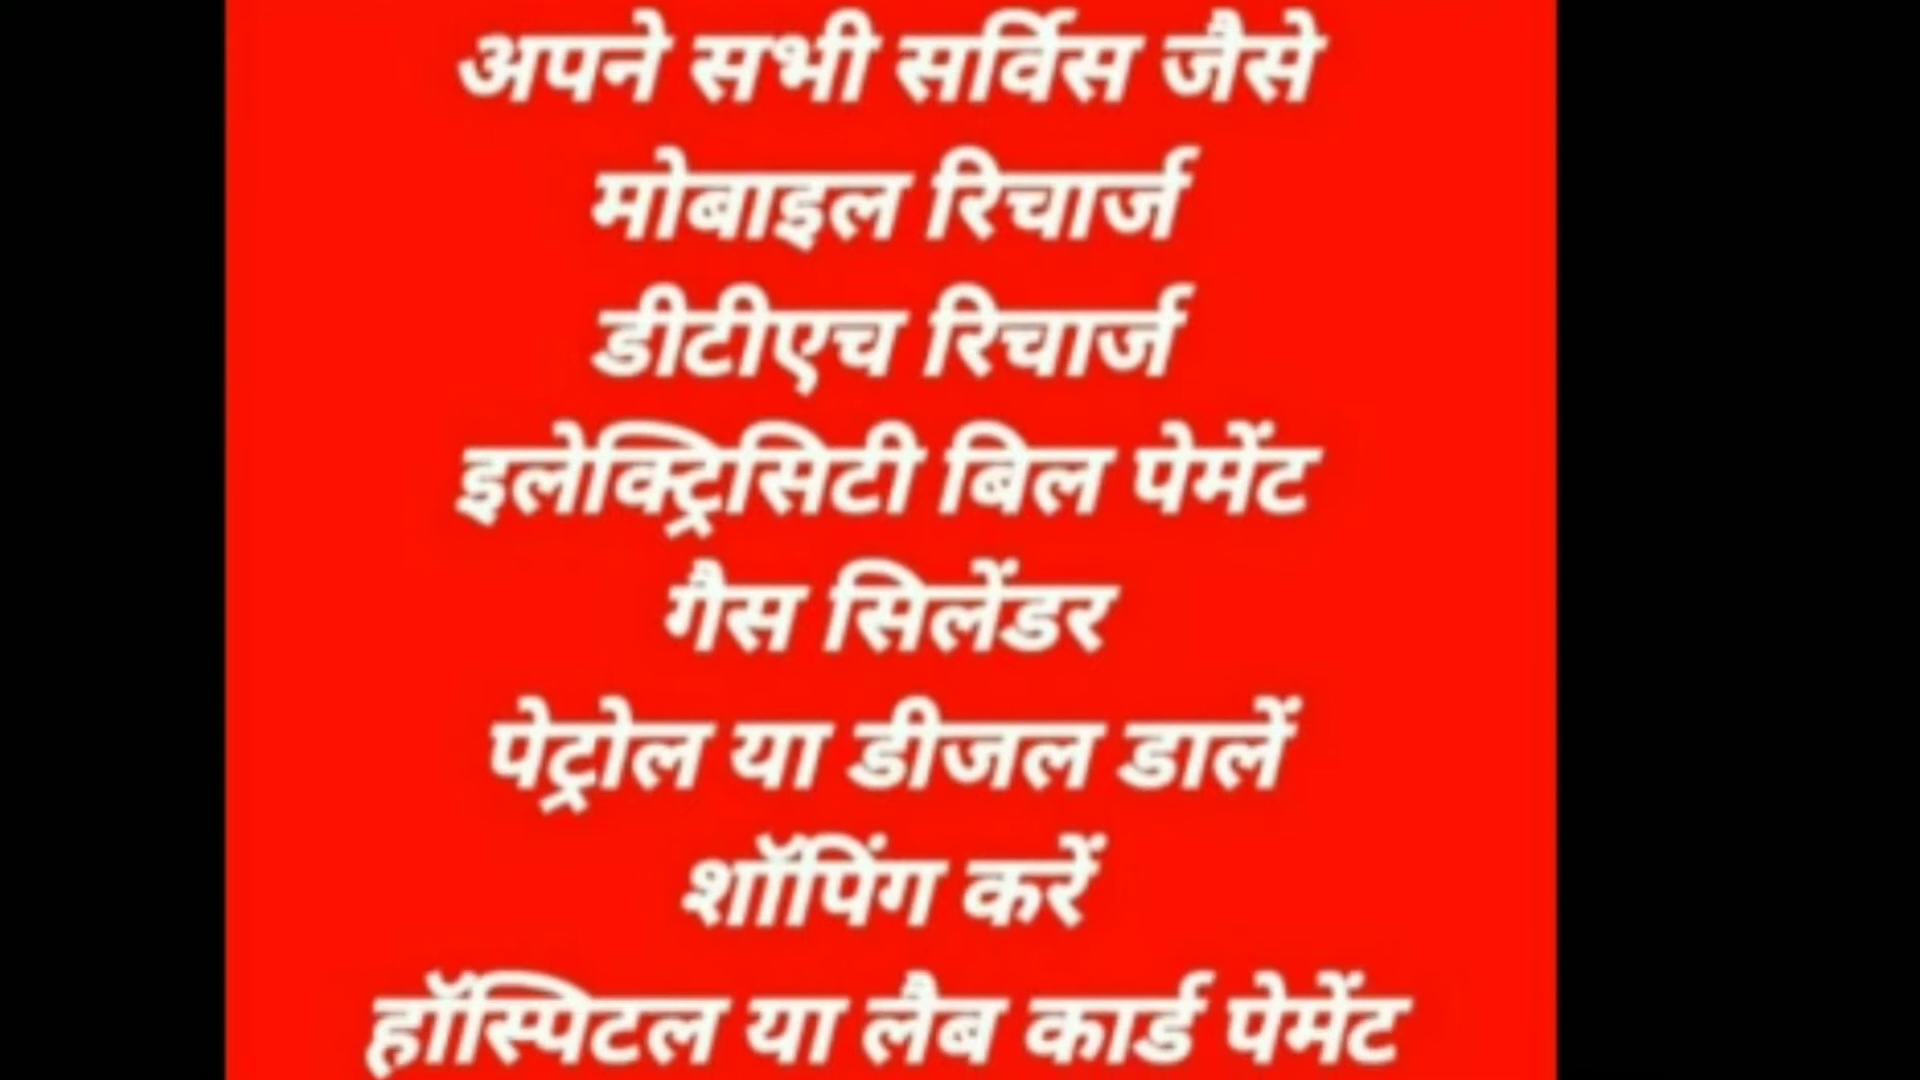 अपने सभी सर्विस जैसे
मोबाइल रिचार्ज
डीटीएच रिचार्ज
इलेक्ट्रिसिटी बिल पेमेंट
गैस सिलेंडर
पेट्रोल या डीजल डालें
शॉपिंग करें
हॉस्पिटल या लैब कार्ड पेमेंट